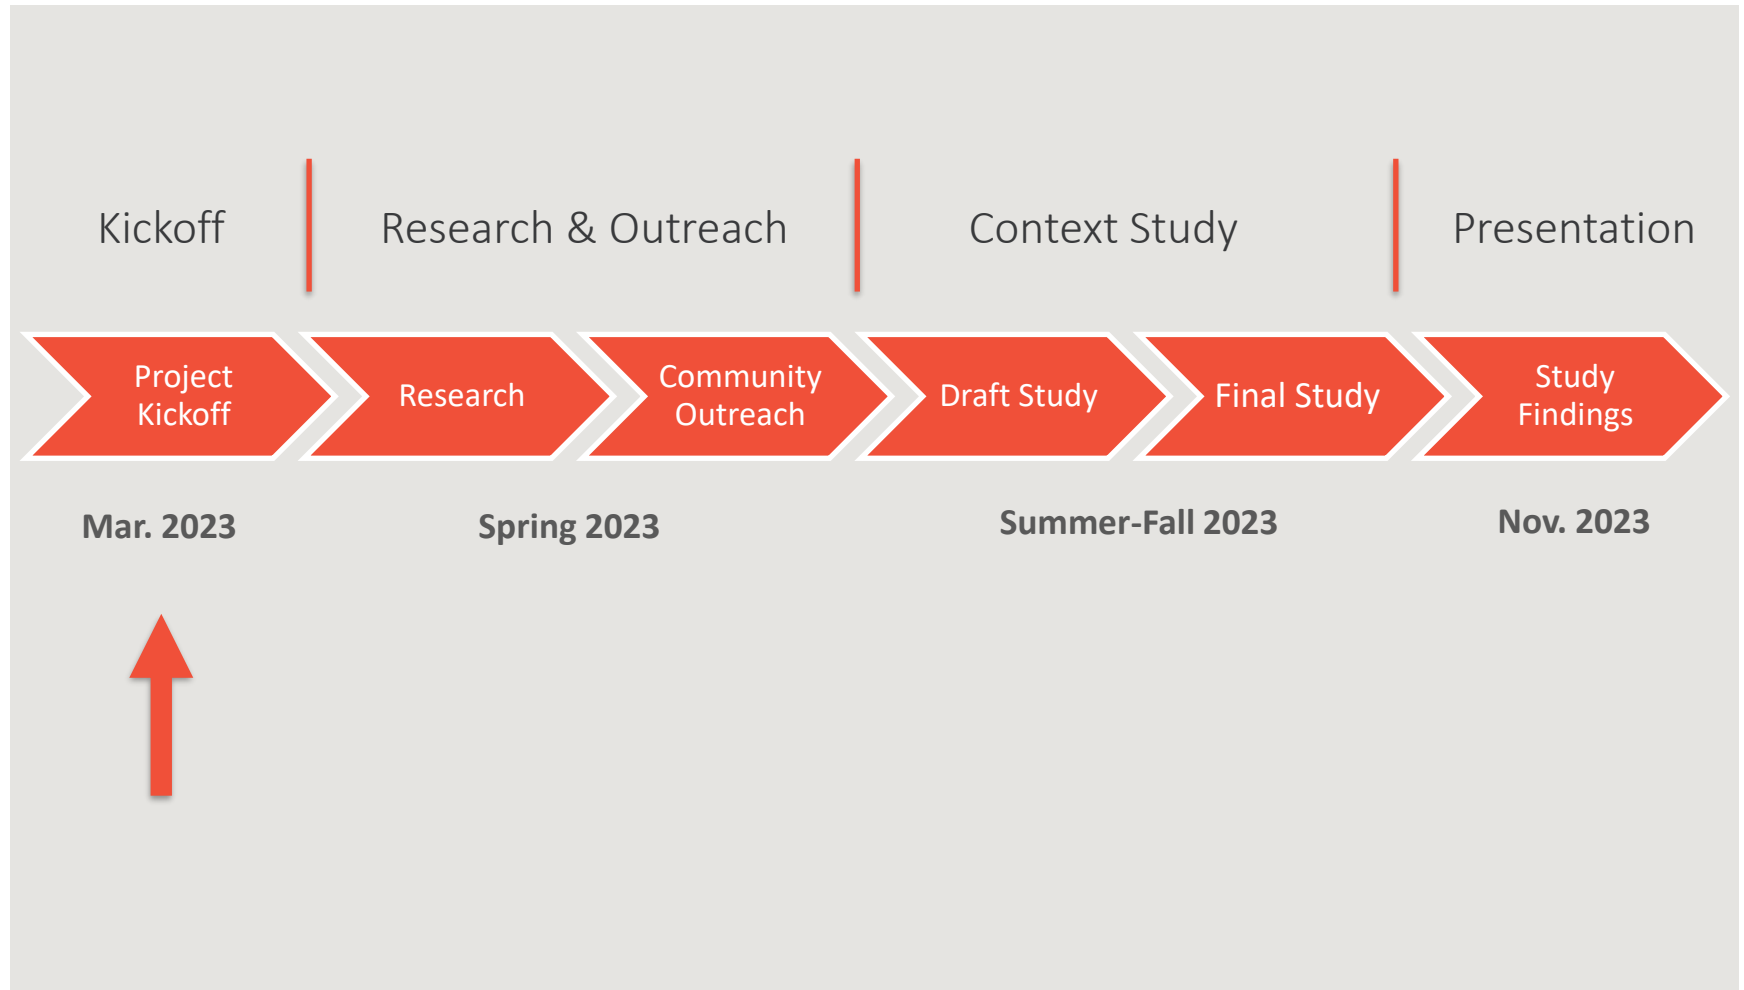 Kickoff
Research & Outreach
Context Study
Presentation
Project
Kickoff
Research
Community
Outreach
Draft Study
Final Study
Study
Findings
Mar. 2023
Spring 2023
Summer-Fall 2023
Nov. 2023